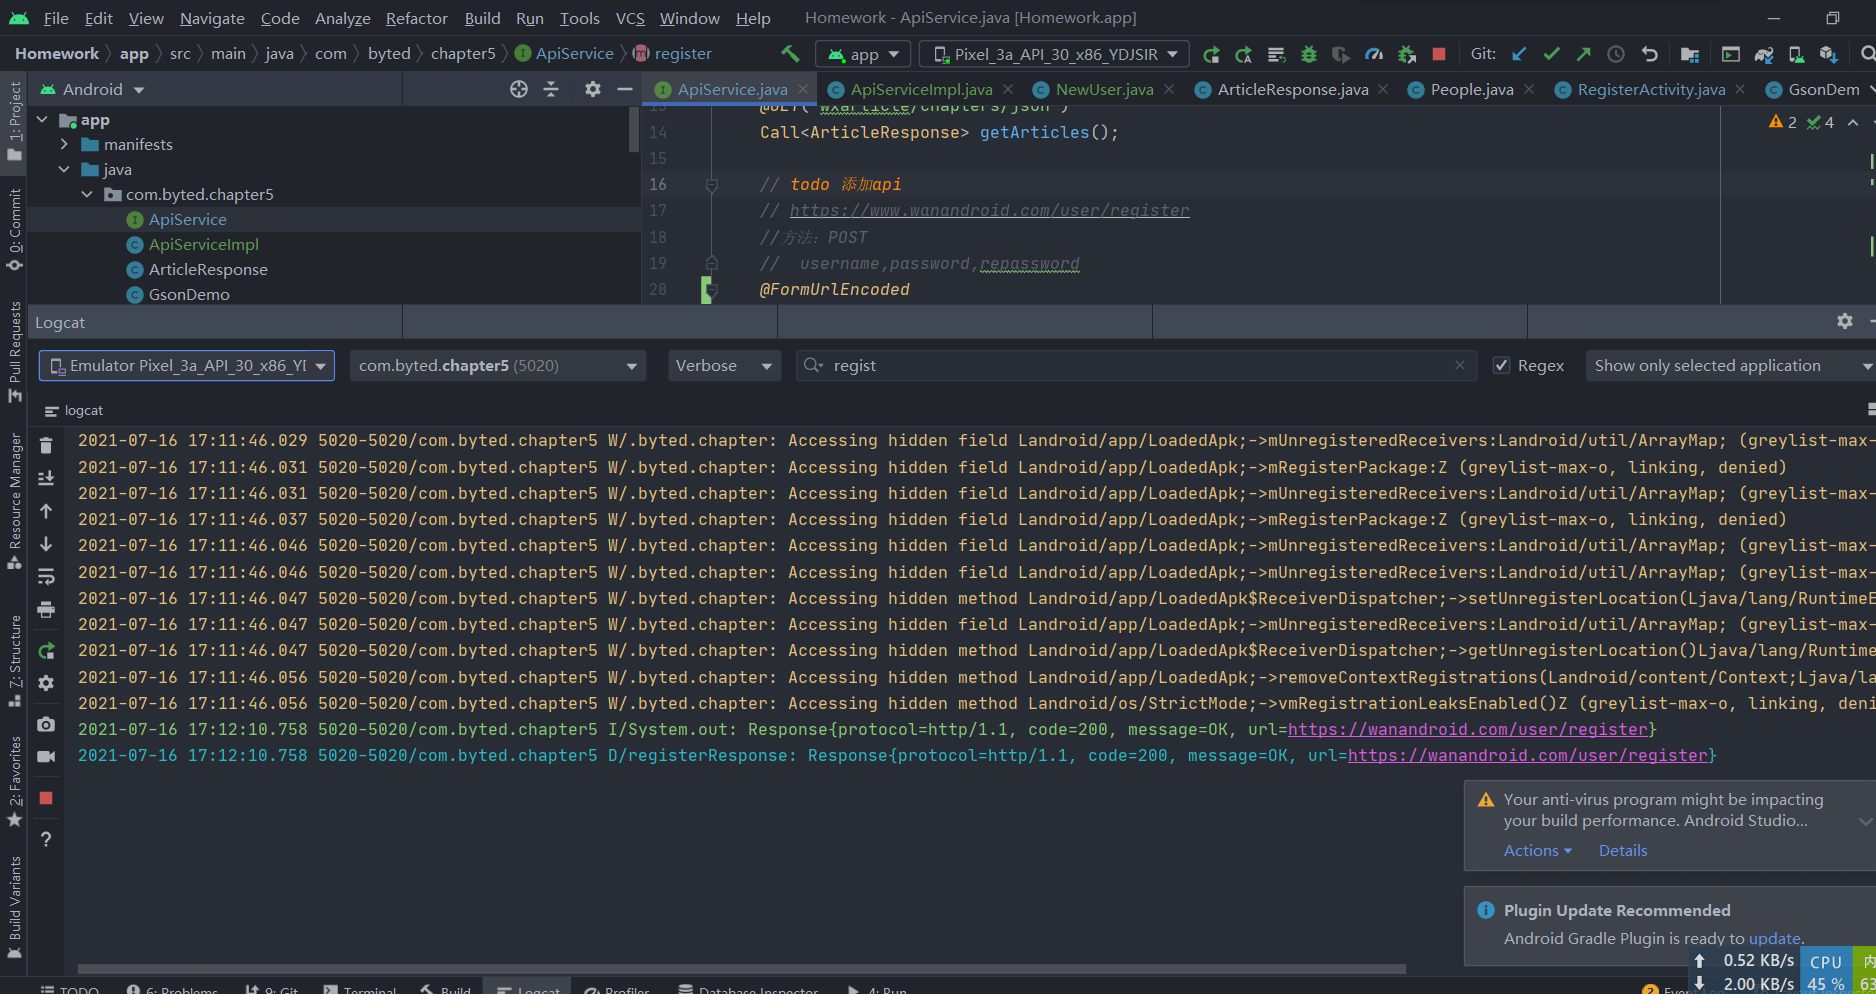 File Edit View Navigate Code Analyze Refactor Build Run Tools VCS Window Help Homework - ApiService.java [Homework.app]
Homework app src main java com byted chapter5 ApiService register app Pixel_3a_API_30_x86_YDJSIR Git:
Android
ApiService.java ApiServiceImpl.java NewUser.java ArticleResponse.java People.java RegisterActivity.java GsonDem
app
manifests
java
com.byted.chapter5
ApiService
ApiServiceImpl
ArticleResponse
GsonDemo
1: Project
0: Commit
Pull Requests
Resource Manager
Z: Structure
2: Favorites
Build Variants
2 4
13 @GET("wxarticle/chapters/json")
14 Call<ArticleResponse> getArticles();
15
16 // todo 添加api
17 // https://www.wanandroid.com/user/register
18 //方法：POST
19 // username,password,repassword
20 @FormUrlEncoded
Logcat
Emulator Pixel_3a_API_30_x86_YI com.byted.chapter5 (5020) Verbose regist Regex Show only selected application
logcat
2021-07-16 17:11:46.029 5020-5020/com.byted.chapter5 W/.byted.chapter: Accessing hidden field Landroid/app/LoadedApk;->mUnregisteredReceivers:Landroid/util/ArrayMap; (greylist-max-
2021-07-16 17:11:46.031 5020-5020/com.byted.chapter5 W/.byted.chapter: Accessing hidden field Landroid/app/LoadedApk;->mRegisterPackage:Z (greylist-max-o, linking, denied)
2021-07-16 17:11:46.031 5020-5020/com.byted.chapter5 W/.byted.chapter: Accessing hidden field Landroid/app/LoadedApk;->mUnregisteredReceivers:Landroid/util/ArrayMap; (greylist-max-
2021-07-16 17:11:46.037 5020-5020/com.byted.chapter5 W/.byted.chapter: Accessing hidden field Landroid/app/LoadedApk;->mRegisterPackage:Z (greylist-max-o, linking, denied)
2021-07-16 17:11:46.046 5020-5020/com.byted.chapter5 W/.byted.chapter: Accessing hidden field Landroid/app/LoadedApk;->mUnregisteredReceivers:Landroid/util/ArrayMap; (greylist-max-
2021-07-16 17:11:46.046 5020-5020/com.byted.chapter5 W/.byted.chapter: Accessing hidden field Landroid/app/LoadedApk;->mUnregisteredReceivers:Landroid/util/ArrayMap; (greylist-max-
2021-07-16 17:11:46.047 5020-5020/com.byted.chapter5 W/.byted.chapter: Accessing hidden method Landroid/app/LoadedApk$ReceiverDispatcher;->setUnregisterLocation(Ljava/lang/RuntimeE
2021-07-16 17:11:46.047 5020-5020/com.byted.chapter5 W/.byted.chapter: Accessing hidden field Landroid/app/LoadedApk;->mUnregisteredReceivers:Landroid/util/ArrayMap; (greylist-max-
2021-07-16 17:11:46.047 5020-5020/com.byted.chapter5 W/.byted.chapter: Accessing hidden method Landroid/app/LoadedApk$ReceiverDispatcher;->getUnregisterLocation()Ljava/lang/Runtime
2021-07-16 17:11:46.056 5020-5020/com.byted.chapter5 W/.byted.chapter: Accessing hidden method Landroid/app/LoadedApk;->removeContextRegistrations(Landroid/content/Context;Ljava/la
2021-07-16 17:11:46.056 5020-5020/com.byted.chapter5 W/.byted.chapter: Accessing hidden method Landroid/os/StrictMode;->vmRegistrationLeaksEnabled()Z (greylist-max-o, linking, deni
2021-07-16 17:12:10.758 5020-5020/com.byted.chapter5 I/System.out: Response{protocol=http/1.1, code=200, message=OK, url=https://wanandroid.com/user/register}
2021-07-16 17:12:10.758 5020-5020/com.byted.chapter5 D/registerResponse: Response{protocol=http/1.1, code=200, message=OK, url=https://wanandroid.com/user/register}
Your anti-virus program might be impacting
your build performance. Android Studio...
Actions Details
Plugin Update Recommended
Android Gradle Plugin is ready to update.
0.52 KB/s CPU 内
2.00 KB/s 45 % 63
TODO 6: Problems 9: Git Terminal Build Logcat Profiler Database Inspector 4: Run 2 Event Lo